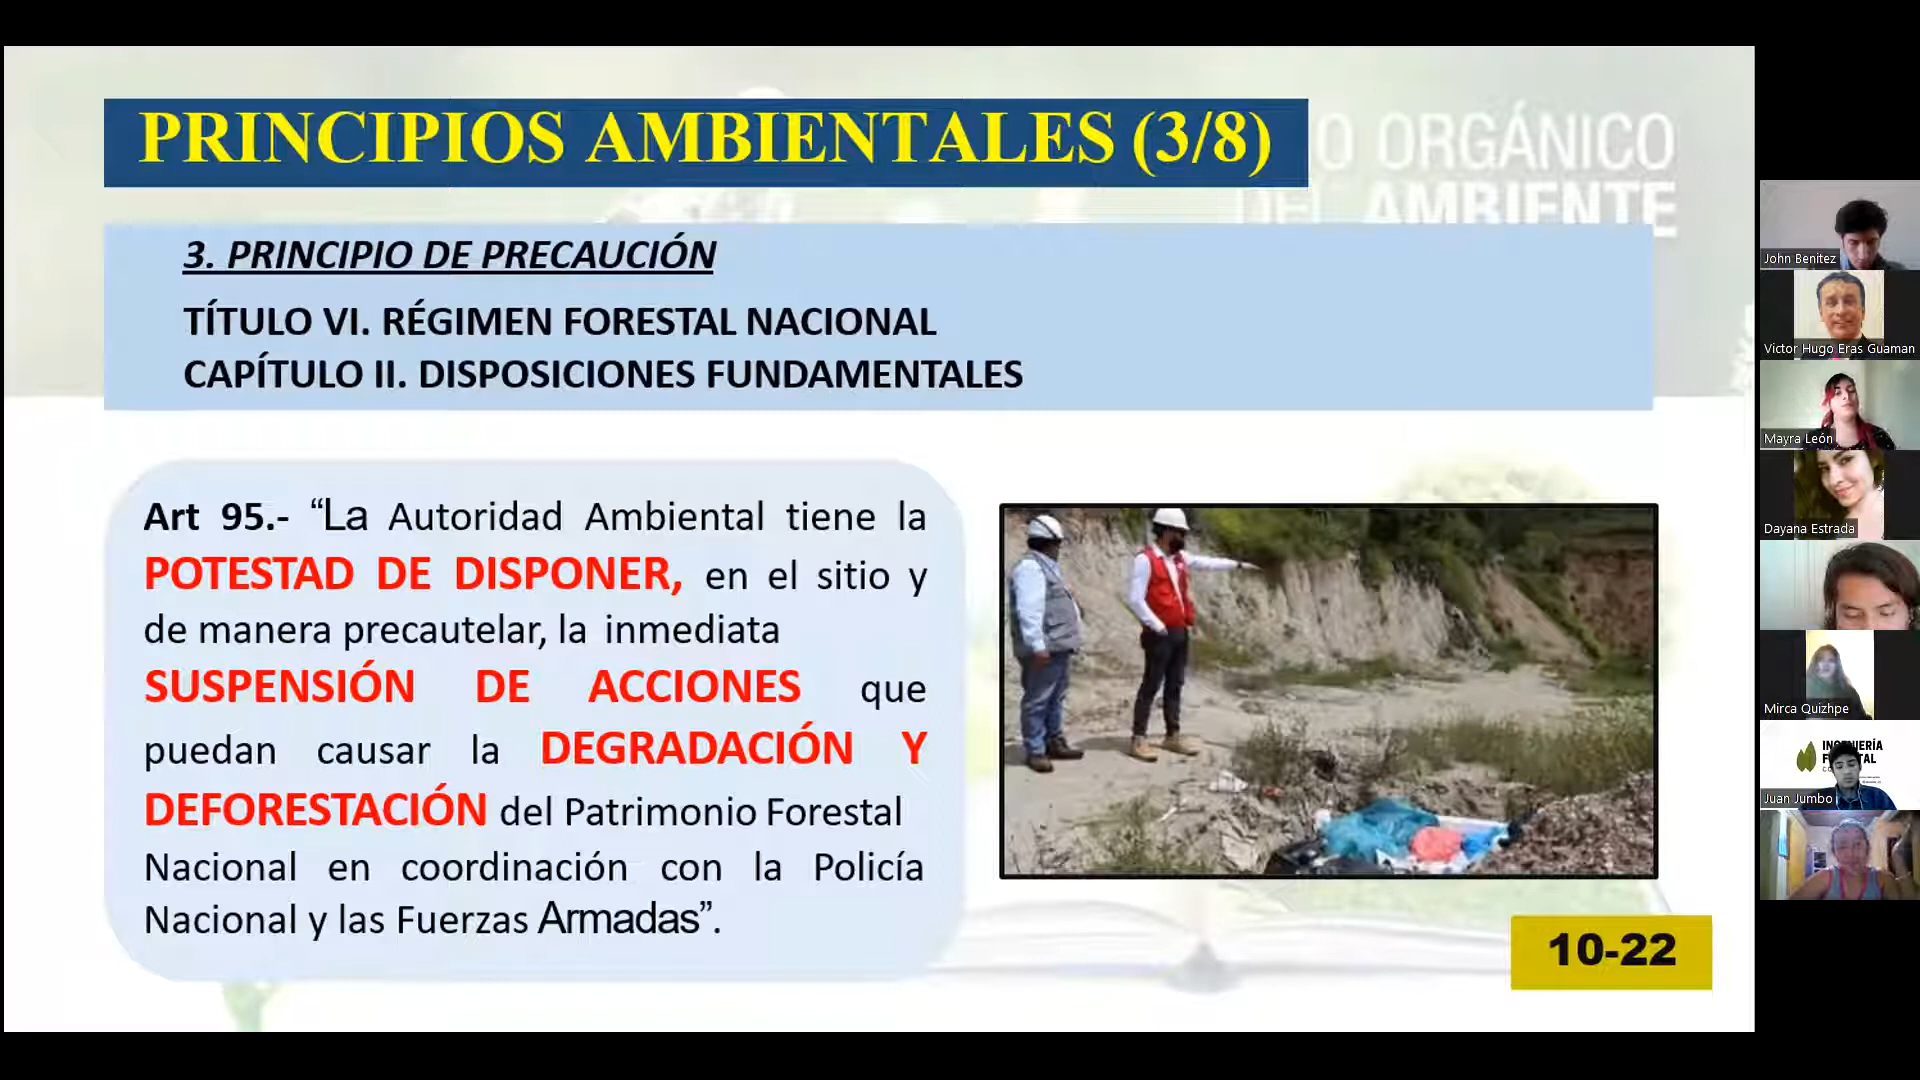 PRINCIPIOS AMBIENTALES (3/8)
O ORGÁNICO
AMBIENTE
3. PRINCIPIO DE PRECAUCIÓN
TÍTULO VI. RÉGIMEN FORESTAL NACIONAL
CAPÍTULO II. DISPOSICIONES FUNDAMENTALES
Art 95.- “La Autoridad Ambiental tiene la
POTESTAD DE DISPONER, en el sitio y
de manera precautelar, la inmediata
SUSPENSIÓN DE ACCIONES que
puedan causar la DEGRADACIÓN Y
DEFORESTACIÓN del Patrimonio Forestal
Nacional en coordinación con la Policía
Nacional y las Fuerzas Armadas”.
10-22
John Benitez
Victor Hugo Eras Guaman
Mayra León
Dayana Estrada
Mirca Quizhpe
Juan Jumbo